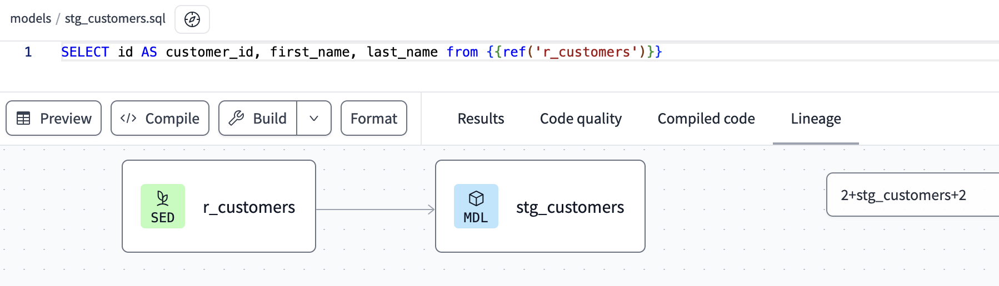 models / stg_customers.sql
1 SELECT id AS customer_id, first_name, last_name from {{ref('r_customers')}}
Preview </> Compile Build Format Results Code quality Compiled code Lineage
SED r_customers
MDL stg_customers
2+stg_customers+2